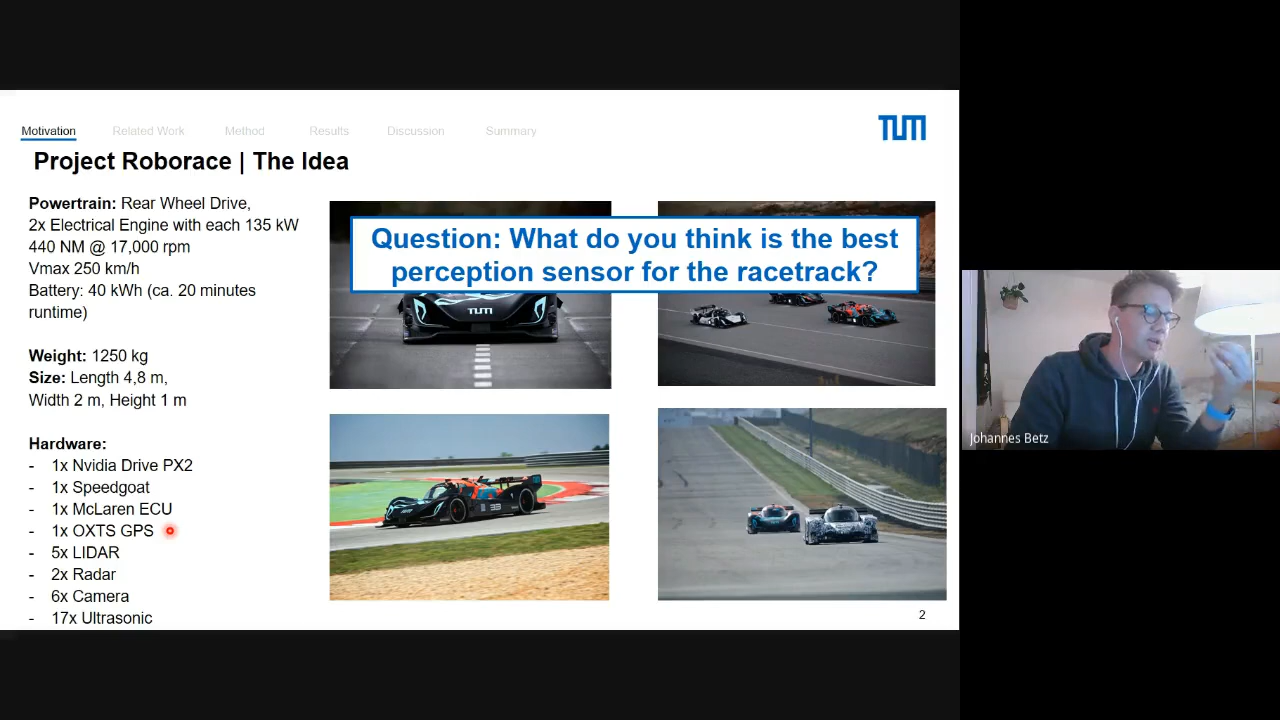 Motivation Related Work Method Results Discussion Summary
TUM
Project Roborace | The Idea
Powertrain: Rear Wheel Drive,
2x Electrical Engine with each 135 kW
440 NM @ 17,000 rpm
Vmax 250 km/h
Battery: 40 kWh (ca. 20 minutes
runtime)
Weight: 1250 kg
Size: Length 4,8 m,
Width 2 m, Height 1 m
Hardware:
- 1x Nvidia Drive PX2
- 1x Speedgoat
- 1x McLaren ECU
- 1x OXTS GPS
- 5x LIDAR
- 2x Radar
- 6x Camera
- 17x Ultrasonic
Question: What do you think is the best
perception sensor for the racetrack?
TUM
2
Johannes Betz